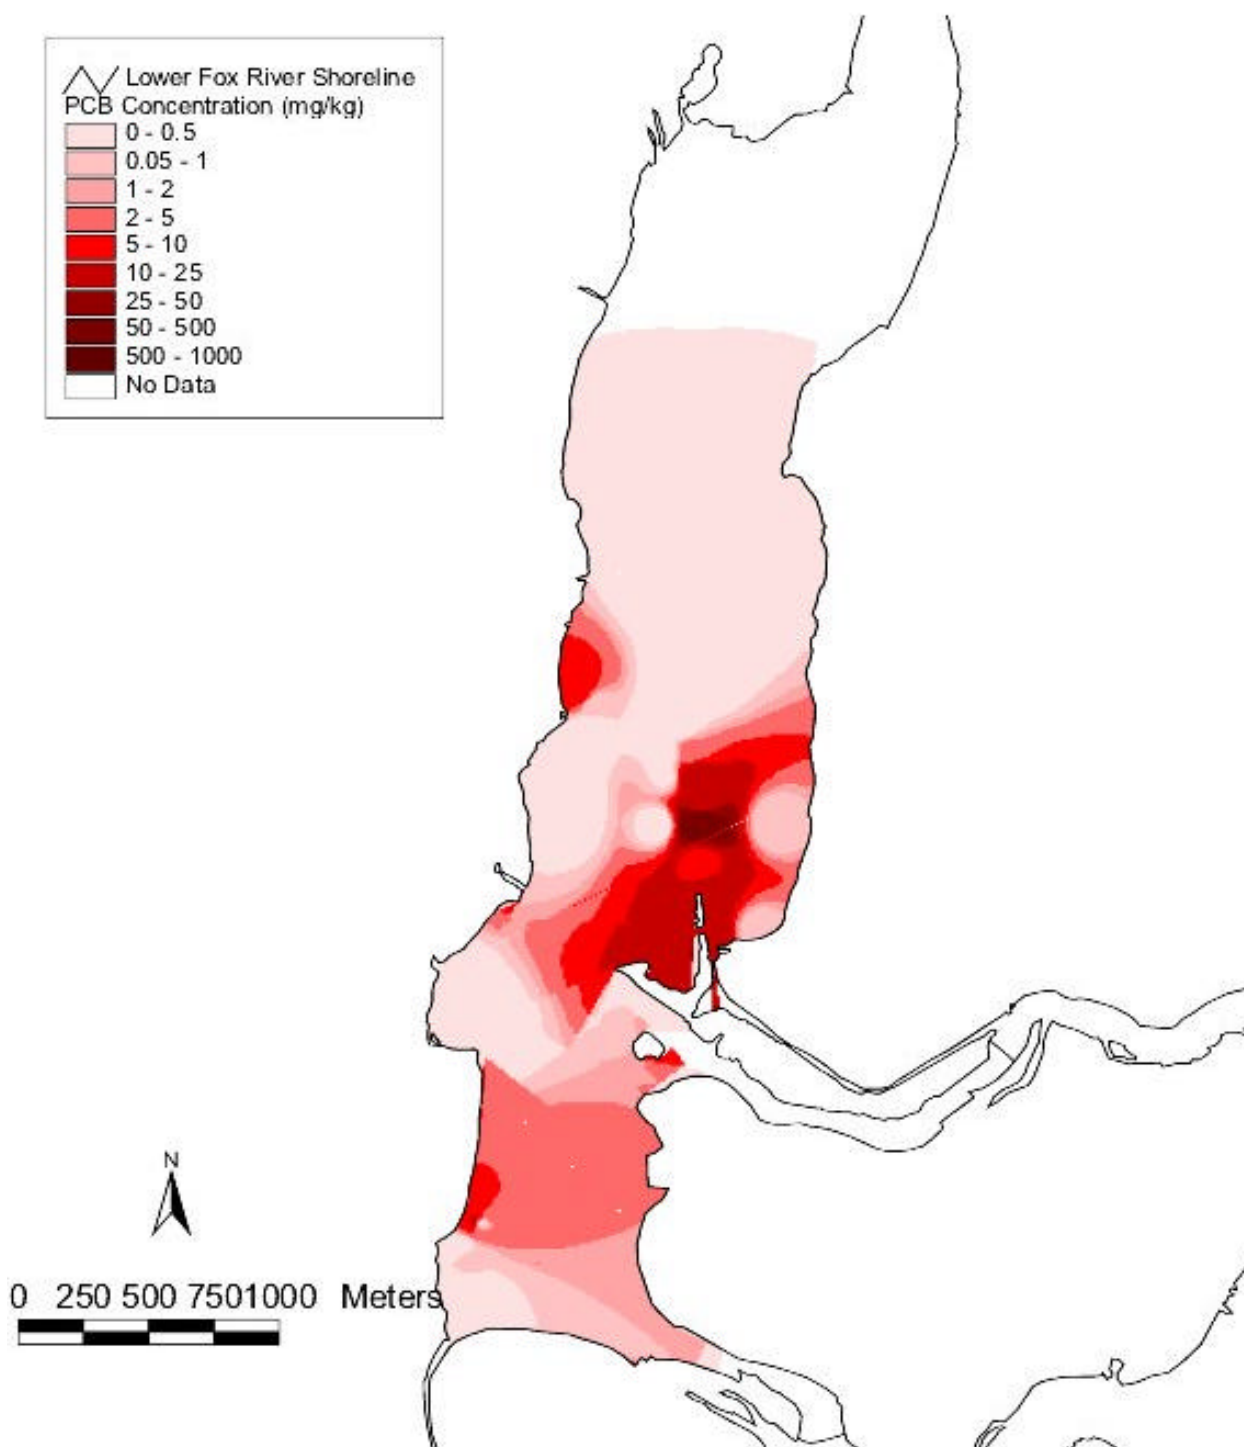 Lower Fox River Shoreline
PCB Concentration (mg/kg)
0 - 0.5
0.05 - 1
1 - 2
2 - 5
5 - 10
10 - 25
25 - 50
50 - 500
500 - 1000
No Data
N
0 250 500 7501000 Meters